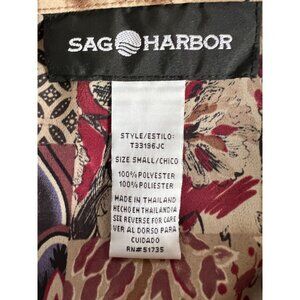 SAG HARBOR
STYLE/ESTILO:
T33196JC
SIZE SMALL/CHICO
100% POLYESTER
100% POLIESTER
MADE IN THAILAND
HECHO EN THAILANDIA
SEE REVERSE FOR CARE
VER AL DORSO PARA
CUIDADO
RN# 51735